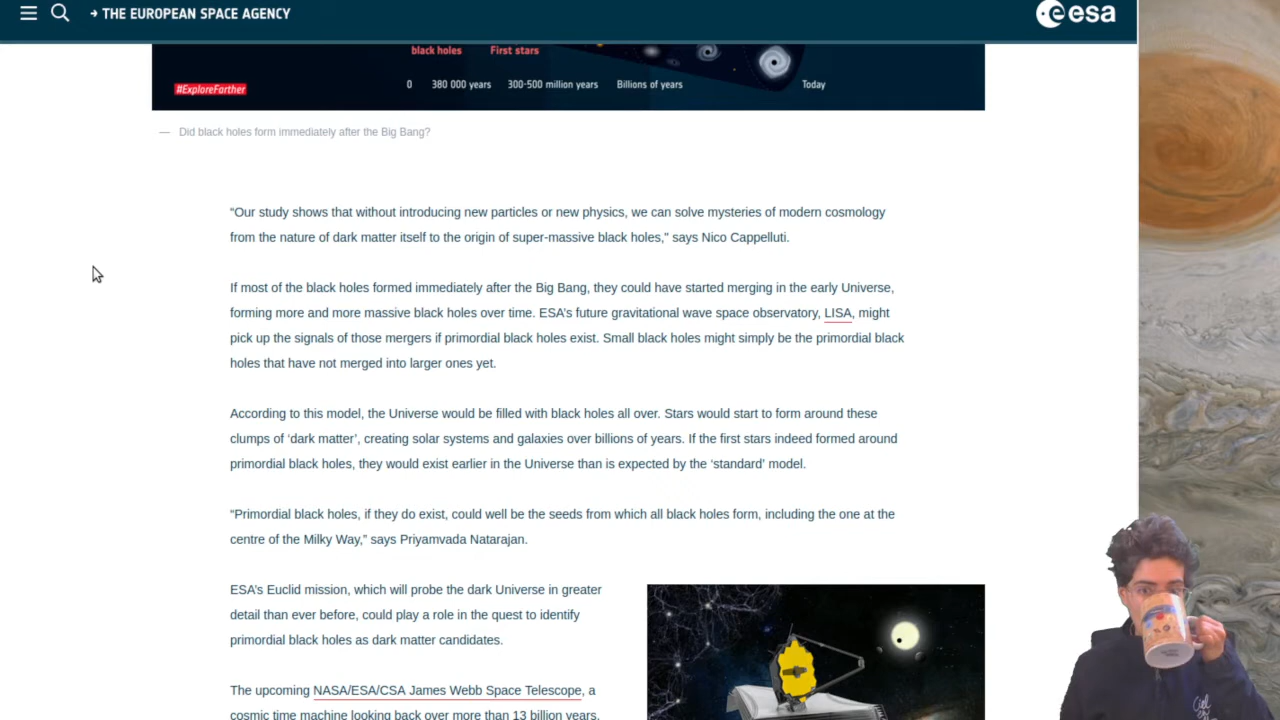 → THE EUROPEAN SPACE AGENCY
esa
black holes First stars
0 380 000 years 300-500 million years Billions of years Today
#ExploreFarther
— Did black holes form immediately after the Big Bang?
“Our study shows that without introducing new particles or new physics, we can solve mysteries of modern cosmology
from the nature of dark matter itself to the origin of super-massive black holes," says Nico Cappelluti.
If most of the black holes formed immediately after the Big Bang, they could have started merging in the early Universe,
forming more and more massive black holes over time. ESA’s future gravitational wave space observatory, LISA, might
pick up the signals of those mergers if primordial black holes exist. Small black holes might simply be the primordial black
holes that have not merged into larger ones yet.
According to this model, the Universe would be filled with black holes all over. Stars would start to form around these
clumps of ‘dark matter’, creating solar systems and galaxies over billions of years. If the first stars indeed formed around
primordial black holes, they would exist earlier in the Universe than is expected by the ‘standard’ model.
“Primordial black holes, if they do exist, could well be the seeds from which all black holes form, including the one at the
centre of the Milky Way,” says Priyamvada Natarajan.
ESA’s Euclid mission, which will probe the dark Universe in greater
detail than ever before, could play a role in the quest to identify
primordial black holes as dark matter candidates.
The upcoming NASA/ESA/CSA James Webb Space Telescope, a
cosmic time machine looking back over more than 13 billion years,